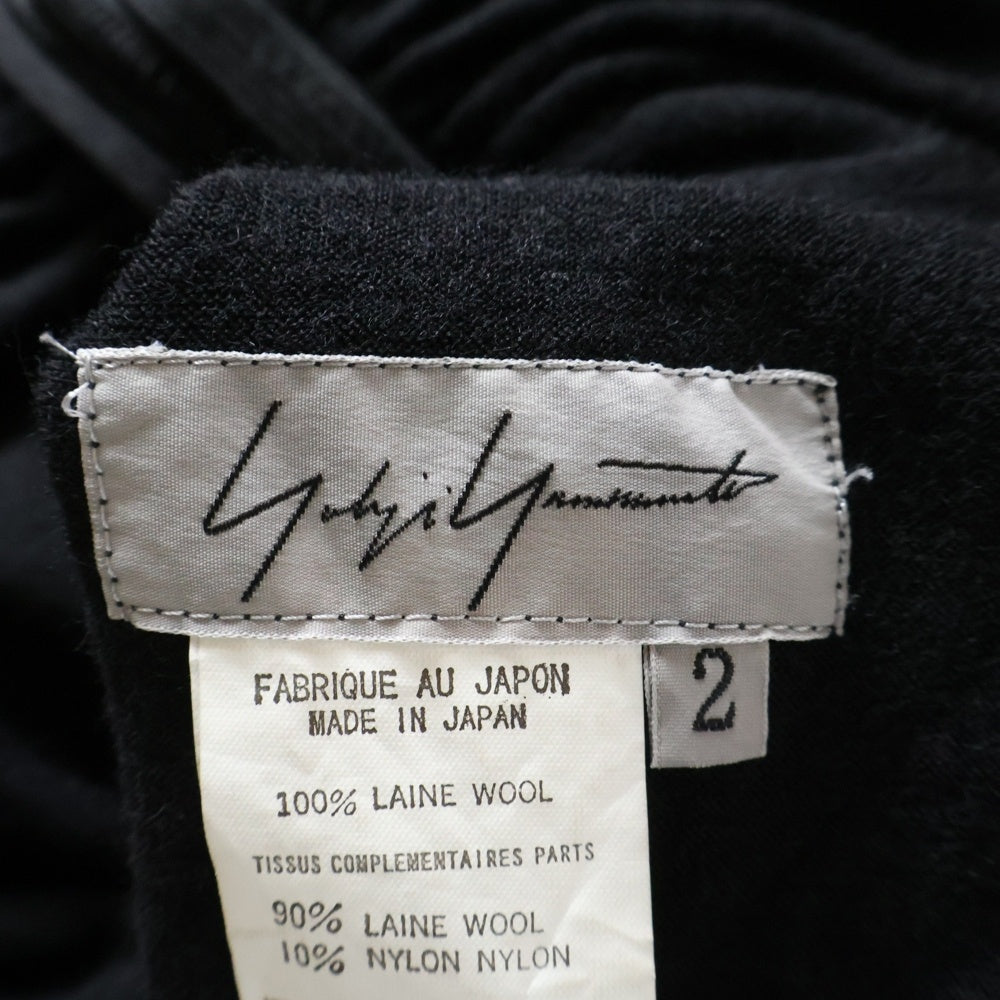 Yohji Yamamoto
2
FABRIQUE AU JAPON
MADE IN JAPAN
100% LAINE WOOL
TISSUS COMPLEMENTAIRES PARTS
90% LAINE WOOL
10% NYLON NYLON